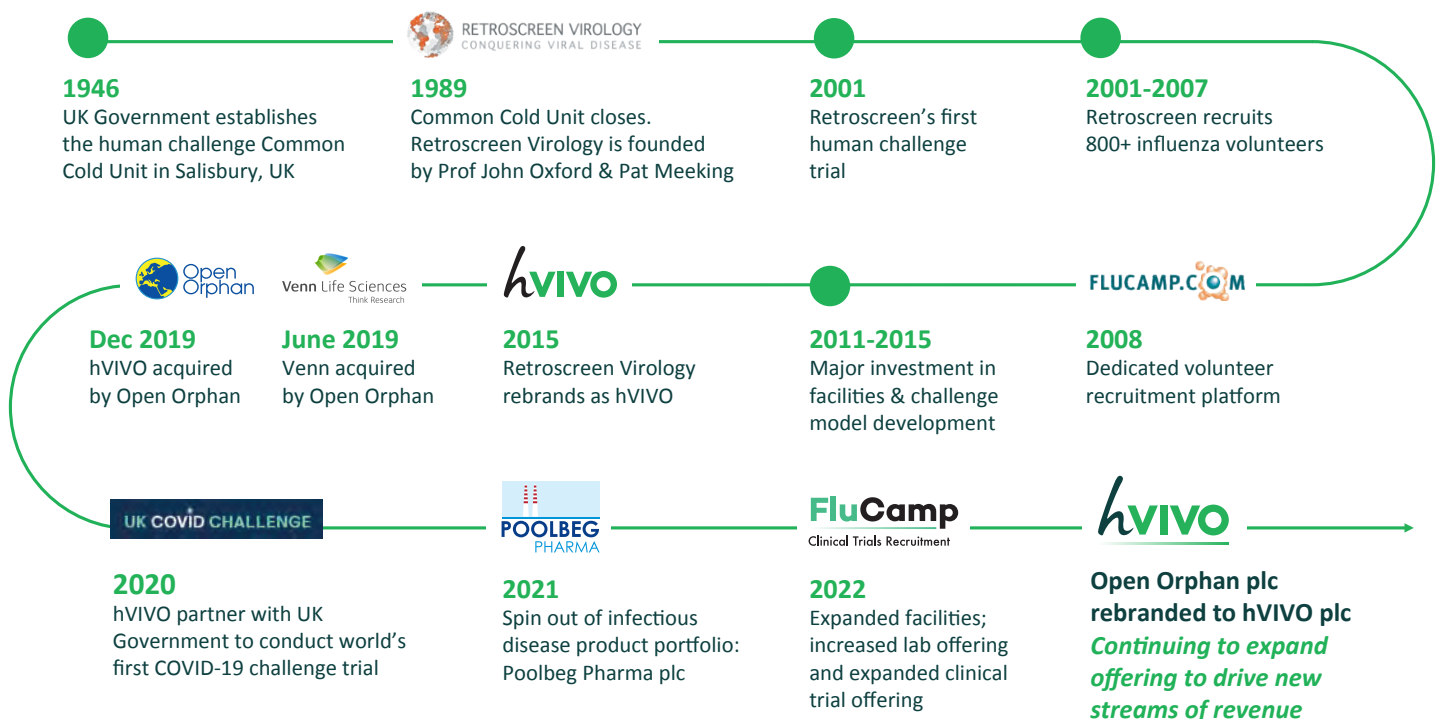 RETROSCREEN VIROLOGY
CONQUERING VIRAL DISEASE
1946
UK Government establishes
the human challenge Common
Cold Unit in Salisbury, UK
1989
Common Cold Unit closes.
Retroscreen Virology is founded
by Prof John Oxford & Pat Meeking
2001
Retroscreen's first
human challenge
trial
2001-2007
Retroscreen recruits
800+ influenza volunteers
Open
Orphan
Venn Life Sciences
Think Research
hVIVO
FLUCAMP.COM
Dec 2019
hVIVO acquired
by Open Orphan
June 2019
Venn acquired
by Open Orphan
2015
Retroscreen Virology
rebrands as hVIVO
2011-2015
Major investment in
facilities & challenge
model development
2008
Dedicated volunteer
recruitment platform
UK COVID CHALLENGE
POOLBEG
PHARMA
FluCamp
Clinical Trials Recruitment
hVIVO
2020
hVIVO partner with UK
Government to conduct world's
first COVID-19 challenge trial
2021
Spin out of infectious
disease product portfolio:
Poolbeg Pharma plc
2022
Expanded facilities;
increased lab offering
and expanded clinical
trial offering
Open Orphan plc
rebranded to hVIVO plc
Continuing to expand
offering to drive new
streams of revenue